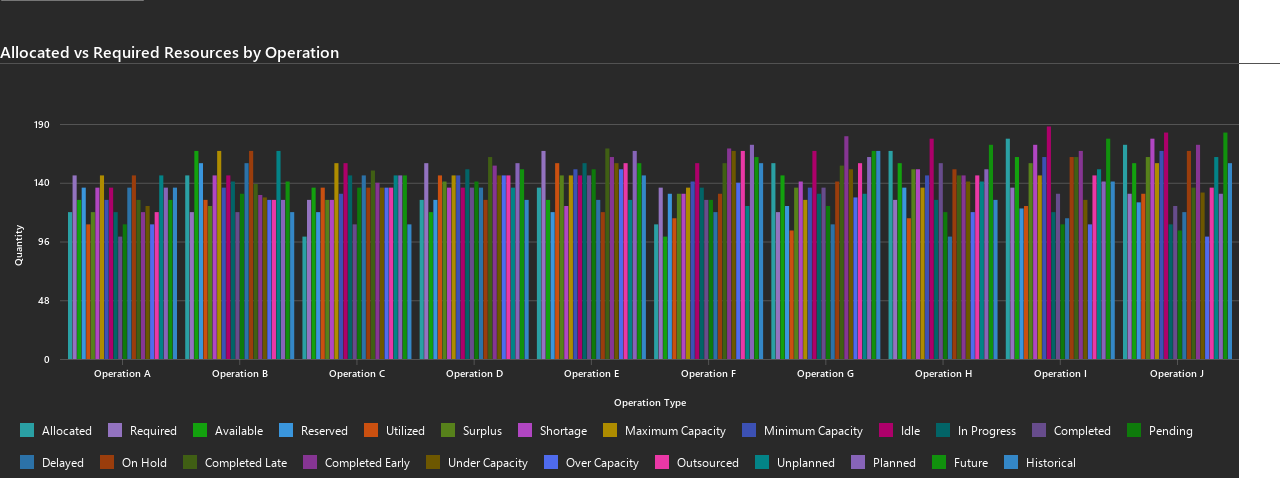 Allocated vs Required Resources by Operation
190
140
96
48
0
Quantity
Operation A Operation B Operation C Operation D Operation E Operation F Operation G Operation H Operation I Operation J
Operation Type
Allocated Required Available Reserved Utilized Surplus Shortage Maximum Capacity Minimum Capacity Idle In Progress Completed Pending
Delayed On Hold Completed Late Completed Early Under Capacity Over Capacity Outsourced Unplanned Planned Future Historical